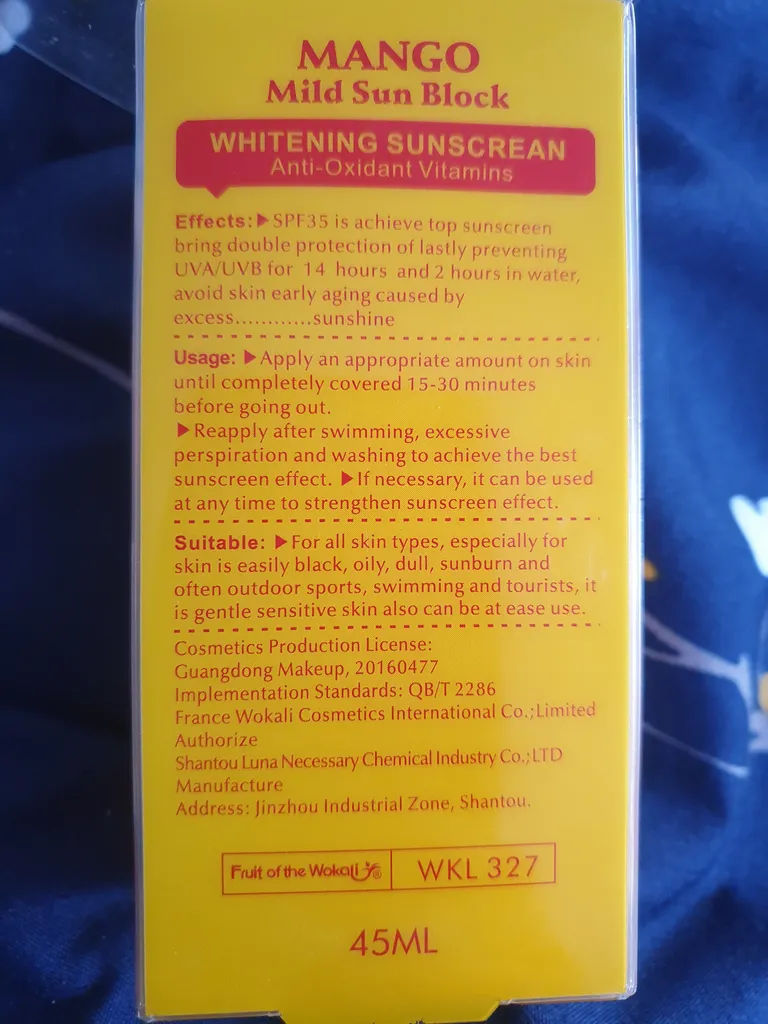 MANGO
Mild Sun Block
WHITENING SUNSCREAN
Anti-Oxidant Vitamins
Effects:▶SPF35 is achieve top sunscreen
bring double protection of lastly preventing
UVA/UVB for 14 hours and 2 hours in water,
avoid skin early aging caused by
excess............sunshine
Usage: ▶Apply an appropriate amount on skin
until completely covered 15-30 minutes
before going out.
▶Reapply after swimming, excessive
perspiration and washing to achieve the best
sunscreen effect. ▶If necessary, it can be used
at any time to strengthen sunscreen effect.
Suitable: ▶For all skin types, especially for
skin is easily black, oily, dull, sunburn and
often outdoor sports, swimming and tourists, it
is gentle sensitive skin also can be at ease use.
Cosmetics Production License:
Guangdong Makeup, 20160477
Implementation Standards: QB/T 2286
France Wokali Cosmetics International Co.;Limited
Authorize
Shantou Luna Necessary Chemical Industry Co.;LTD
Manufacture
Address: Jinzhou Industrial Zone, Shantou.
Fruit of the Wokali ®
WKL 327
45ML